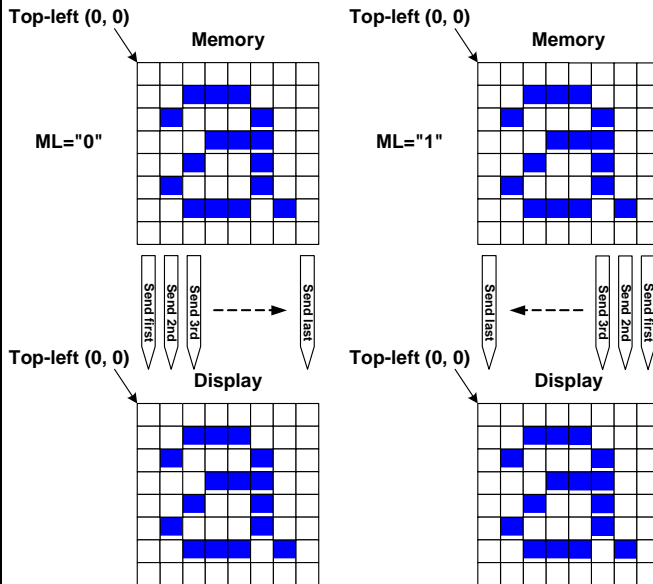 Top-left (0, 0)
Memory
ML="0"
Send first
Send 2nd
Send 3rd
Send last
Top-left (0, 0)
Display
Top-left (0, 0)
Memory
ML="1"
Send last
Send 3rd
Send 2nd
Send first
Top-left (0, 0)
Display